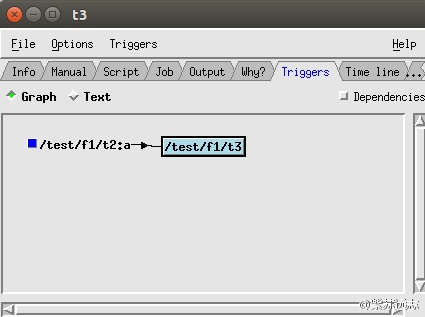 t3
File Options Triggers Help
Info Manual Script Job Output Why? Triggers Time line ...
Graph Text Dependencies
/test/f1/t2:a /test/f1/t3